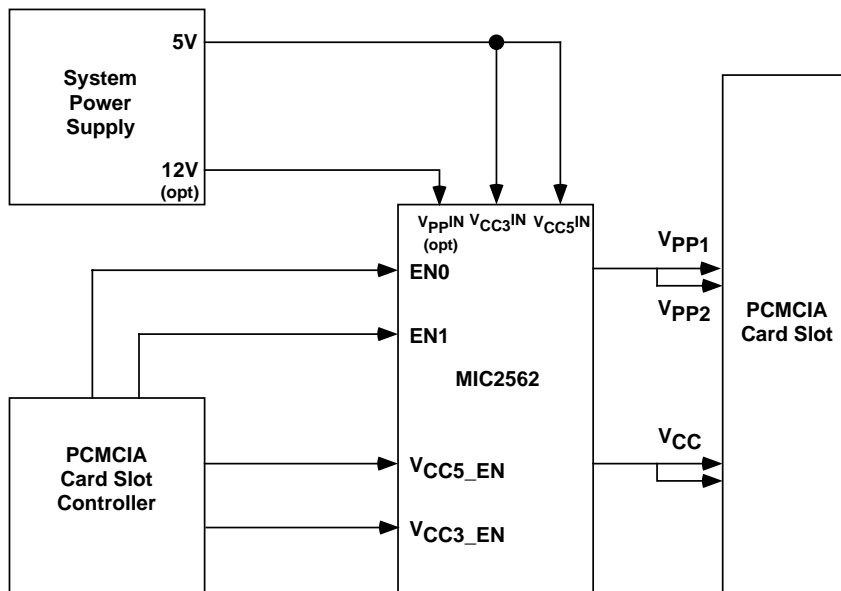 5V
System
Power
Supply
12V
(opt)
VPPIN VCC3IN VCC5IN
(opt)
EN0
EN1
MIC2562
VCC5_EN
VCC3_EN
VPP1
VPP2
VCC
PCMCIA
Card Slot
PCMCIA
Card Slot
Controller